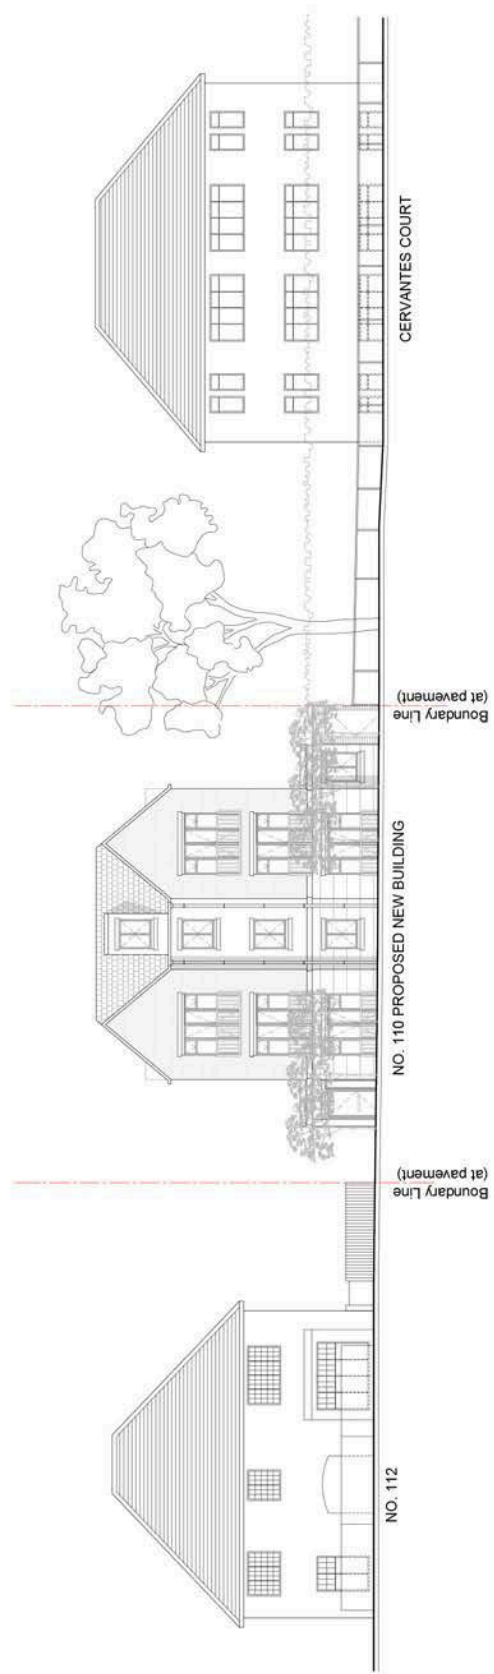 NO. 112
Boundary Line
(at pavement)
NO. 110 PROPOSED NEW BUILDING
Boundary Line
(at pavement)
CERVANTES COURT